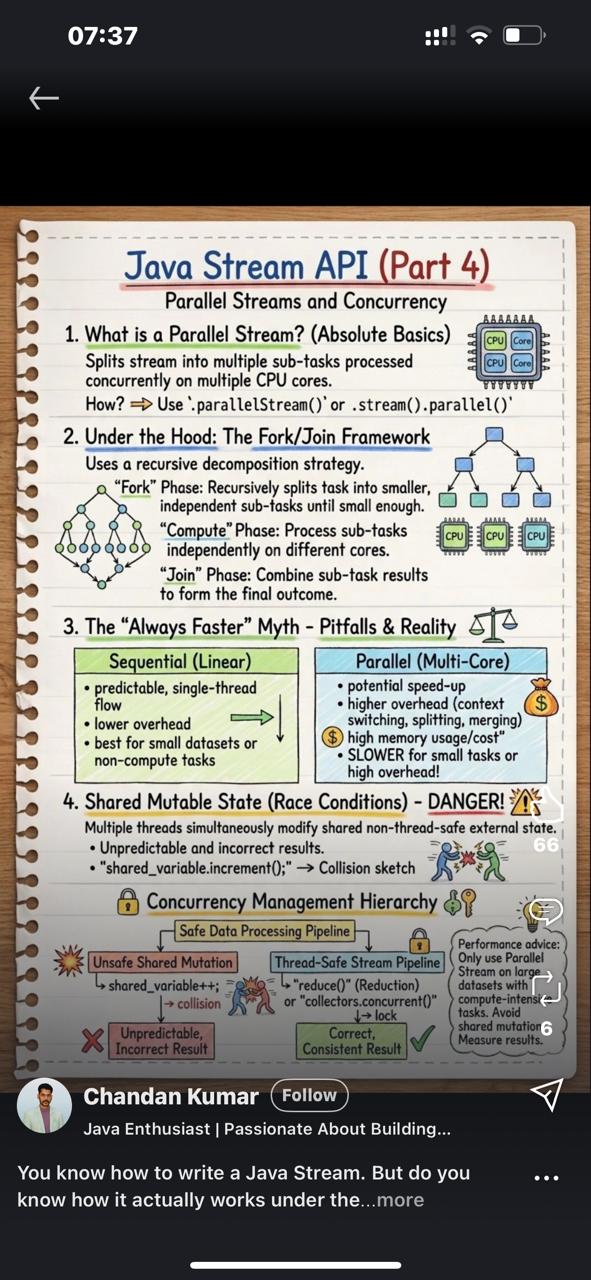 07:37
Java Stream API (Part 4)
Parallel Streams and Concurrency
1. What is a Parallel Stream? (Absolute Basics)
Splits stream into multiple sub-tasks processed
concurrently on multiple CPU cores.
How? ⇒ Use `.parallelStream()` or .stream().parallel()`
CPU Core
CPU Core
2. Under the Hood: The Fork/Join Framework
Uses a recursive decomposition strategy.
"Fork" Phase: Recursively splits task into smaller,
independent sub-tasks until small enough.
"Compute" Phase: Process sub-tasks
independently on different cores.
"Join" Phase: Combine sub-task results
to form the final outcome.
CPU CPU CPU
3. The "Always Faster" Myth – Pitfalls & Reality
Sequential (Linear)
• predictable, single-thread
flow
• lower overhead
• best for small datasets or
non-compute tasks
Parallel (Multi-Core)
• potential speed-up
• higher overhead (context
switching, splitting, merging)
$ high memory usage/cost"
• SLOWER for small tasks or
high overhead!
$
4. Shared Mutable State (Race Conditions) – DANGER!
Multiple threads simultaneously modify shared non-thread-safe external state.
• Unpredictable and incorrect results.
• "shared_variable.increment();" → Collision sketch
66
Concurrency Management Hierarchy
Safe Data Processing Pipeline
Unsafe Shared Mutation
shared_variable++;
→ collision
Unpredictable,
Incorrect Result
Thread-Safe Stream Pipeline
"reduce()" (Reduction)
or "collectors.concurrent()"
→ lock
Correct,
Consistent Result
Performance advice:
Only use Parallel
Stream on large
datasets with
compute-intensive
tasks. Avoid
shared mutation
Measure results.
6
Chandan Kumar
Follow
Java Enthusiast | Passionate About Building...
You know how to write a Java Stream. But do you
know how it actually works under the...more